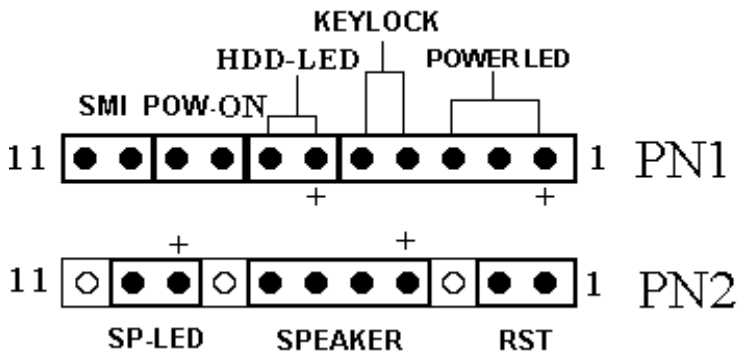 KEYLOCK
HDD-LED POWER LED
SMI POW-ON
11 1 PN1
+ +
+ +
11 1 PN2
SP-LED SPEAKER RST